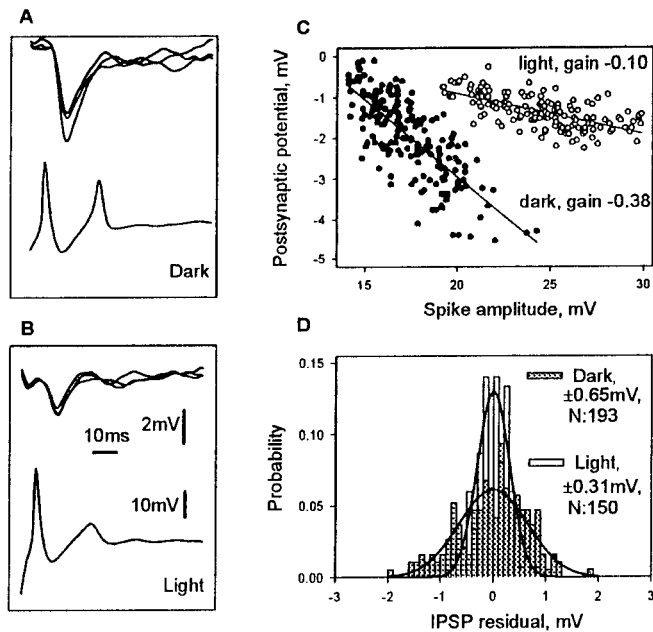 A
Dark
B
2mV
10ms
10mV
Light
C
Postsynaptic potential, mV
0
-1
-2
-3
-4
-5
light, gain -0.10
dark, gain -0.38
15
20
25
30
Spike amplitude, mV
D
Probability
0.15
0.10
0.05
0.00
Dark,
±0.65mV,
N:193
Light,
±0.31mV,
N:150
-3
-2
-1
0
1
2
3
IPSP residual, mV